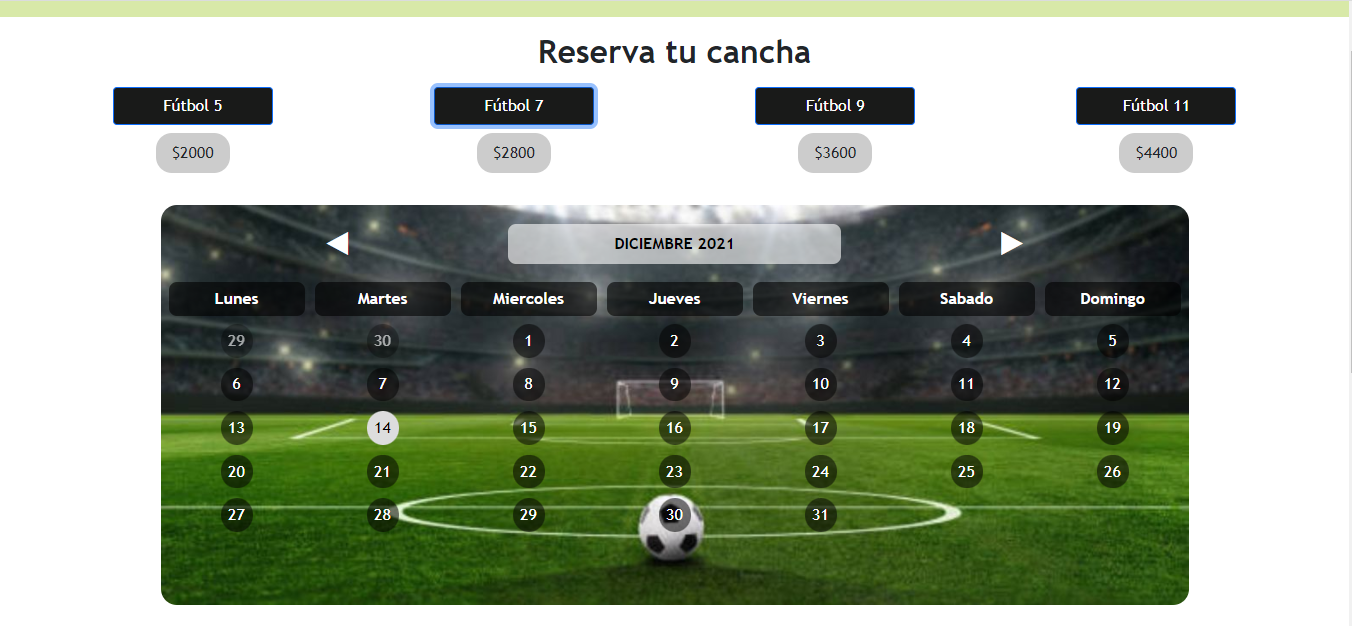 Reserva tu cancha
Fútbol 5 Fútbol 7 Fútbol 9 Fútbol 11
$2000 $2800 $3600 $4400
DICIEMBRE 2021
Lunes Martes Miercoles Jueves Viernes Sabado Domingo
29 30 1 2 3 4 5
6 7 8 9 10 11 12
13 14 15 16 17 18 19
20 21 22 23 24 25 26
27 28 29 30 31